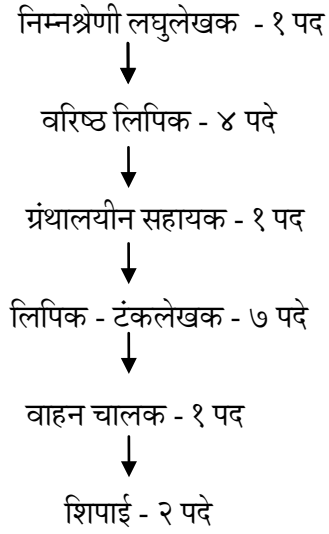 निम्नश्रेणी लघुलेखक - १ पद
वरिष्ठ लिपिक - ४ पदे
ग्रंथालयीन सहायक - १ पद
लिपिक - टंकलेखक - ७ पदे
वाहन चालक - १ पद
शिपाई - २ पदे